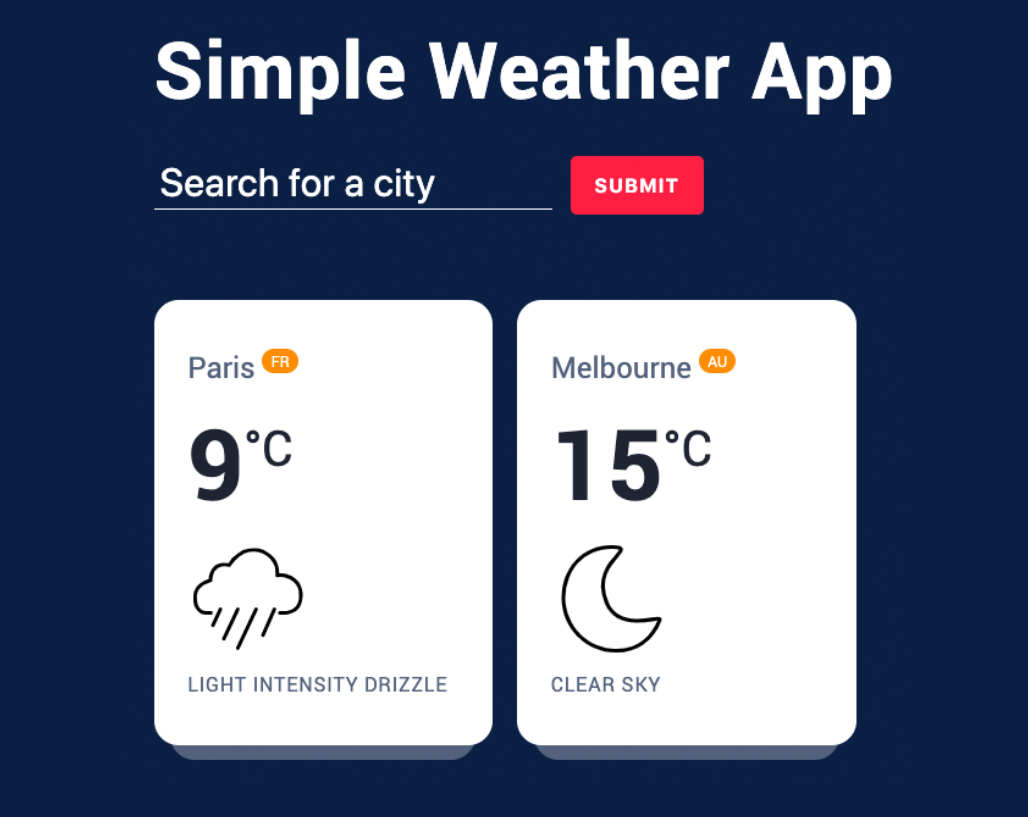 Simple Weather App
Search for a city
SUBMIT
Paris FR
9°C
LIGHT INTENSITY DRIZZLE
Melbourne AU
15°C
CLEAR SKY